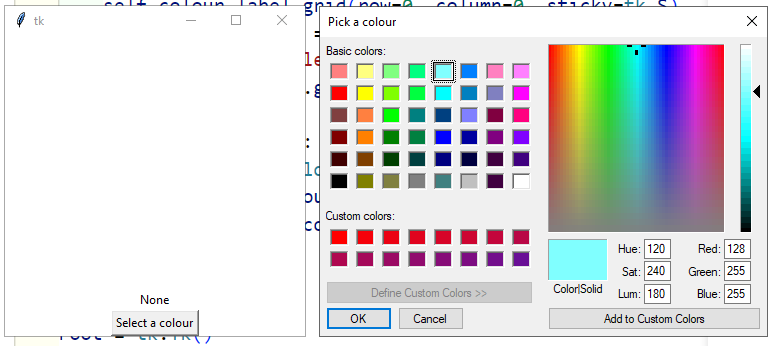 self.colour_label.grid(row=0, column=0, sticky=tk.S)
tk
Pick a colour
Basic colors:
Custom colors:
Define Custom Colors >>
OK
Cancel
Color|Solid
Hue: 120
Sat: 240
Lum: 180
Red: 128
Green: 255
Blue: 255
Add to Custom Colors
None
Select a colour
root = tk.Tk()